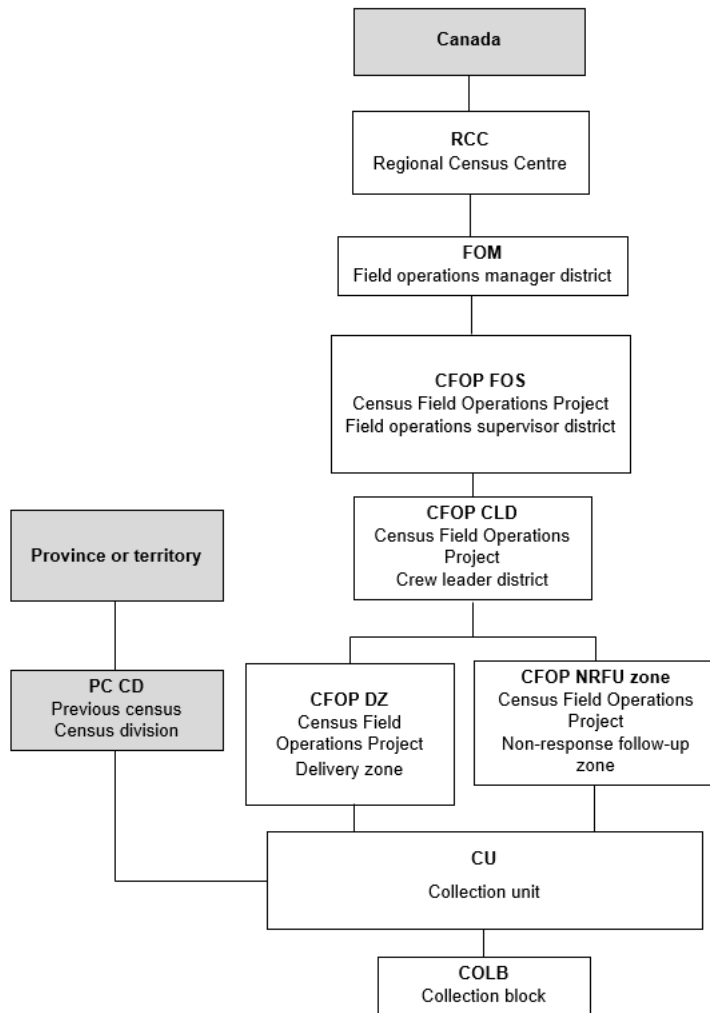 Canada
RCC
Regional Census Centre
FOM
Field operations manager district
CFOP FOS
Census Field Operations Project
Field operations supervisor district
CFOP CLD
Census Field Operations
Project
Crew leader district
Province or territory
PC CD
Previous census
Census division
CFOP DZ
Census Field
Operations Project
Delivery zone
CFOP NRFU zone
Census Field Operations
Project
Non-response follow-up
zone
CU
Collection unit
COLB
Collection block